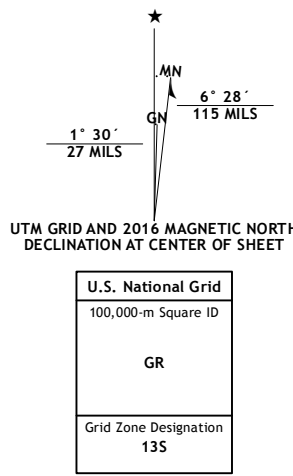 ★
MN
GN
6° 28´
115 MILS
1° 30´
27 MILS
UTM GRID AND 2016 MAGNETIC NORTH
DECLINATION AT CENTER OF SHEET
U.S. National Grid
100,000-m Square ID
GR
Grid Zone Designation
13S